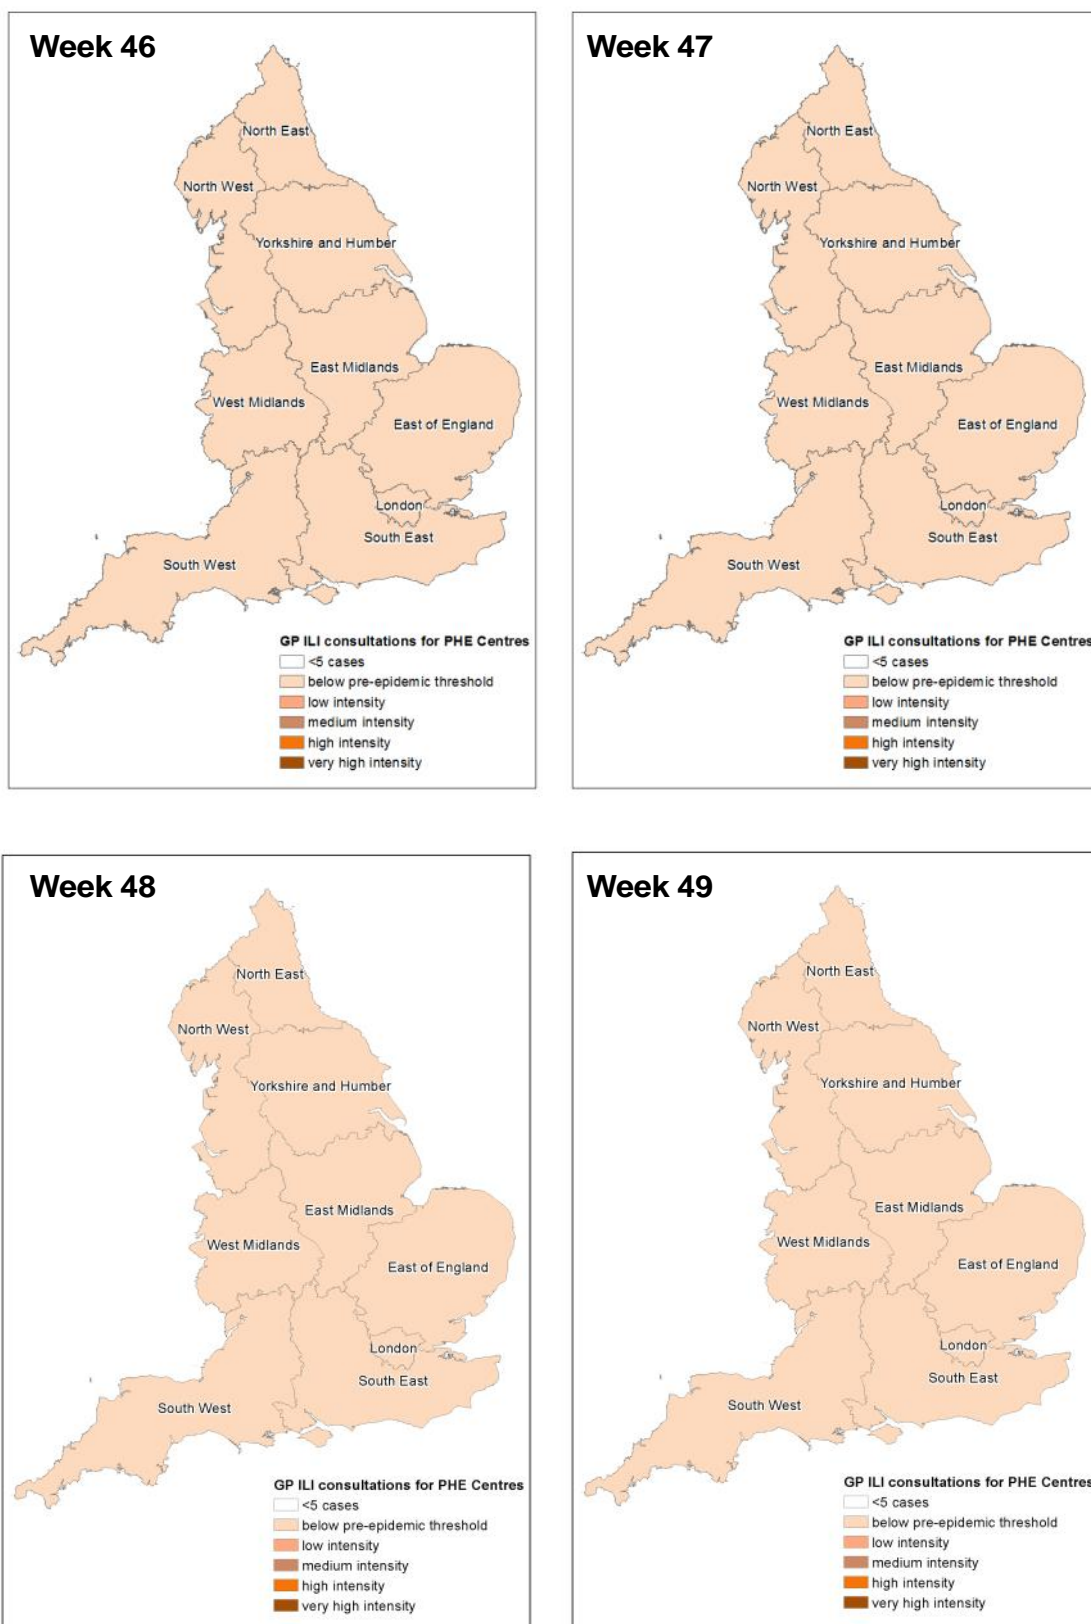 Week 46
North East
North West
Yorkshire and Humber
East Midlands
West Midlands
East of England
London
South East
South West
GP ILI consultations for PHE Centres
<5 cases
below pre-epidemic threshold
low intensity
medium intensity
high intensity
very high intensity
Week 47
North East
North West
Yorkshire and Humber
East Midlands
West Midlands
East of England
London
South East
South West
GP ILI consultations for PHE Centres
<5 cases
below pre-epidemic threshold
low intensity
medium intensity
high intensity
very high intensity
Week 48
North East
North West
Yorkshire and Humber
East Midlands
West Midlands
East of England
London
South East
South West
GP ILI consultations for PHE Centres
<5 cases
below pre-epidemic threshold
low intensity
medium intensity
high intensity
very high intensity
Week 49
North East
North West
Yorkshire and Humber
East Midlands
West Midlands
East of England
London
South East
South West
GP ILI consultations for PHE Centres
<5 cases
below pre-epidemic threshold
low intensity
medium intensity
high intensity
very high intensity